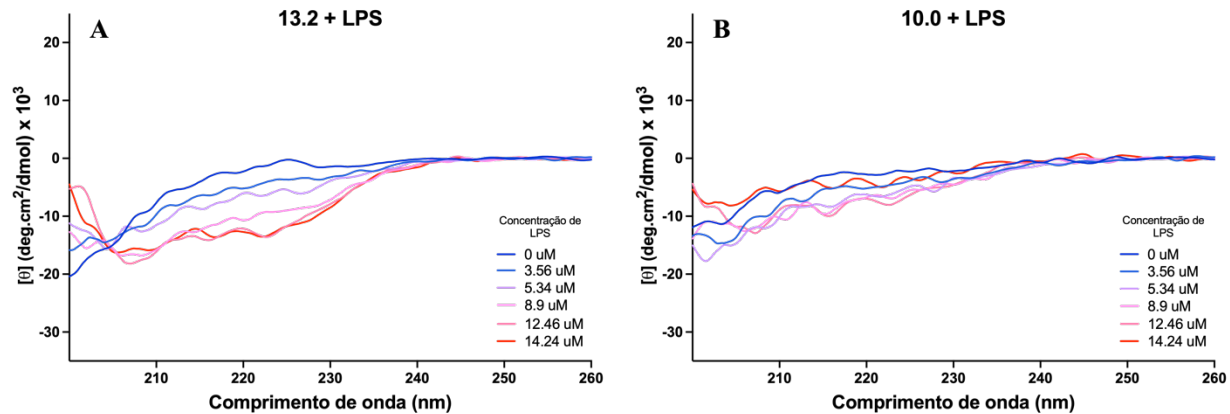 A
13.2 + LPS
[θ] (deg.cm²/dmol) x 10³
20
10
0
-10
-20
-30
Concentração de
LPS
0 uM
3.56 uM
5.34 uM
8.9 uM
12.46 uM
14.24 uM
210 220 230 240 250 260
Comprimento de onda (nm)
B
10.0 + LPS
[θ] (deg.cm²/dmol) x 10³
20
10
0
-10
-20
-30
Concentração de
LPS
0 uM
3.56 uM
5.34 uM
8.9 uM
12.46 uM
14.24 uM
210 220 230 240 250 260
Comprimento de onda (nm)